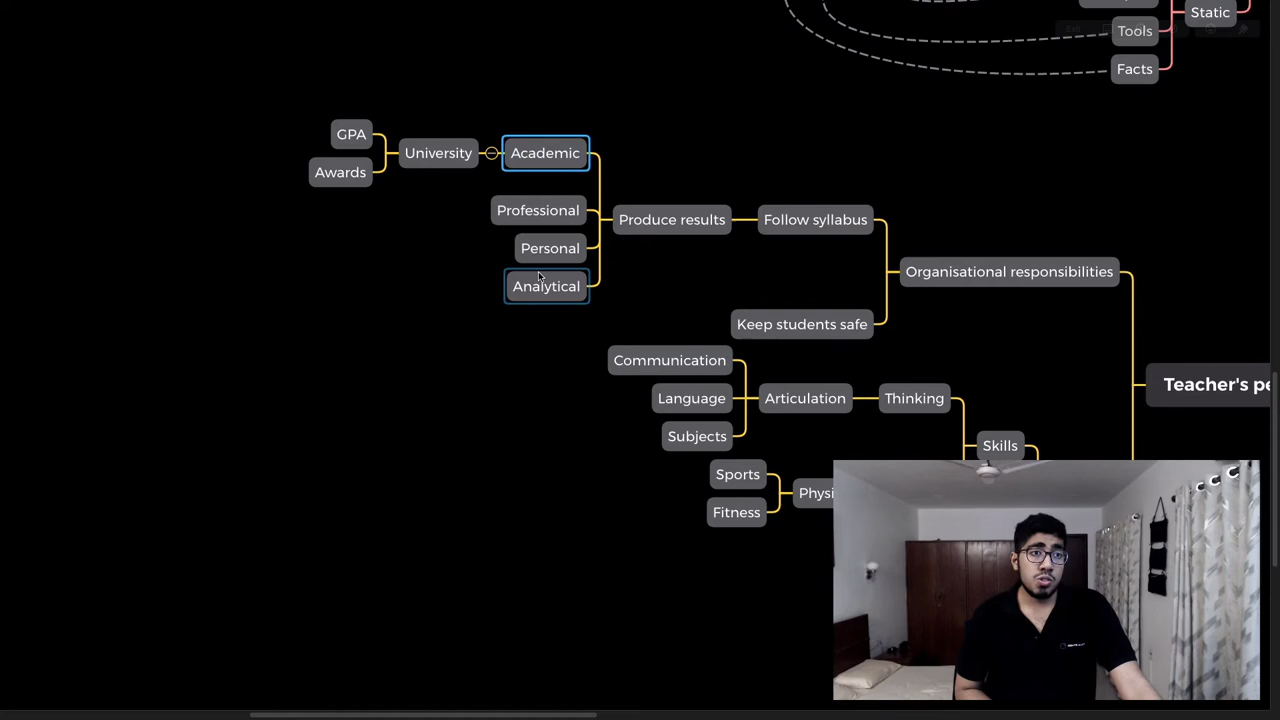 Static
Tools
Facts
GPA
University
Academic
Awards
Professional
Produce results
Follow syllabus
Personal
Organisational responsibilities
Analytical
Keep students safe
Communication
Teacher's pe
Language
Articulation
Thinking
Subjects
Skills
Sports
Physi
Fitness